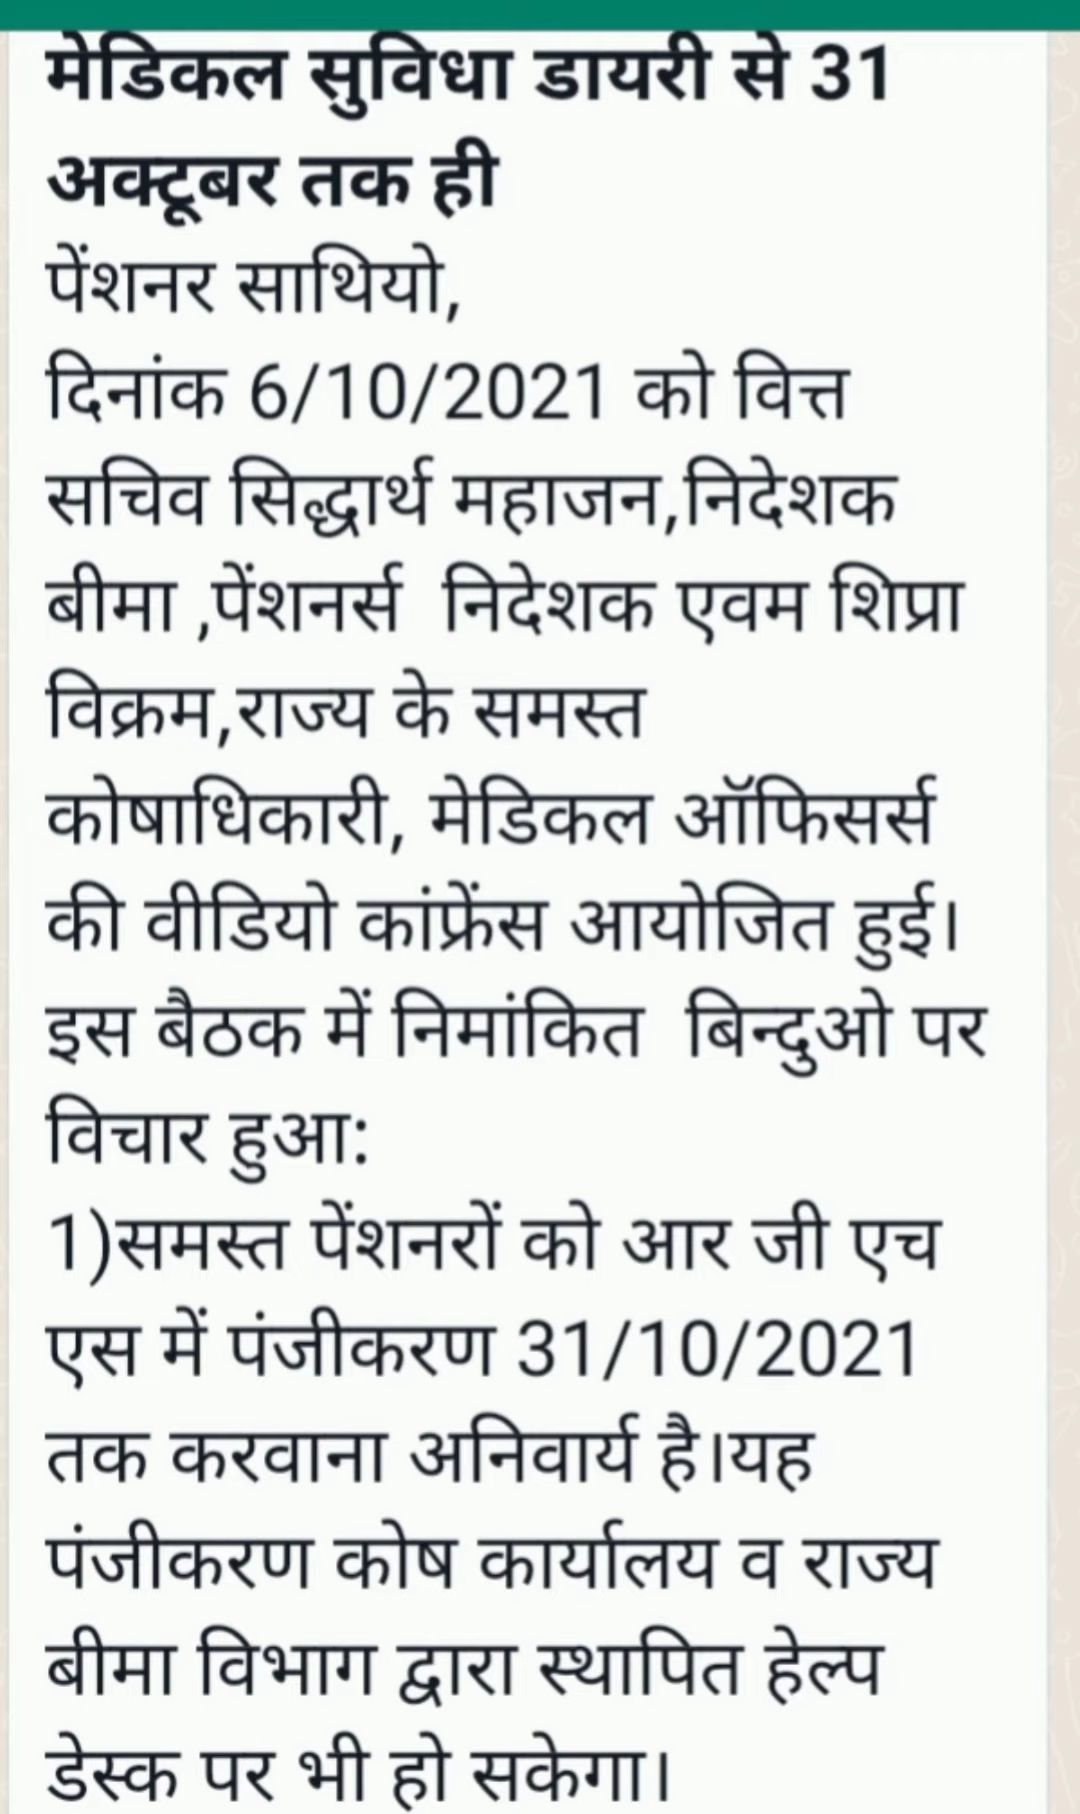 मेडिकल सुविधा डायरी से 31
अक्टूबर तक ही
पेंशनर साथियो,
दिनांक 6/10/2021 को वित्त
सचिव सिद्धार्थ महाजन,निदेशक
बीमा ,पेंशनर्स  निदेशक एवम शिप्रा
विक्रम,राज्य के समस्त
कोषाधिकारी, मेडिकल ऑफिसर्स
की वीडियो कांफ्रेंस आयोजित हुई।
इस बैठक में निमांकित  बिन्दुओ पर
विचार हुआ:
1)समस्त पेंशनरों को आर जी एच
एस में पंजीकरण 31/10/2021
तक करवाना अनिवार्य है।यह
पंजीकरण कोष कार्यालय व राज्य
बीमा विभाग द्वारा स्थापित हेल्प
डेस्क पर भी हो सकेगा।